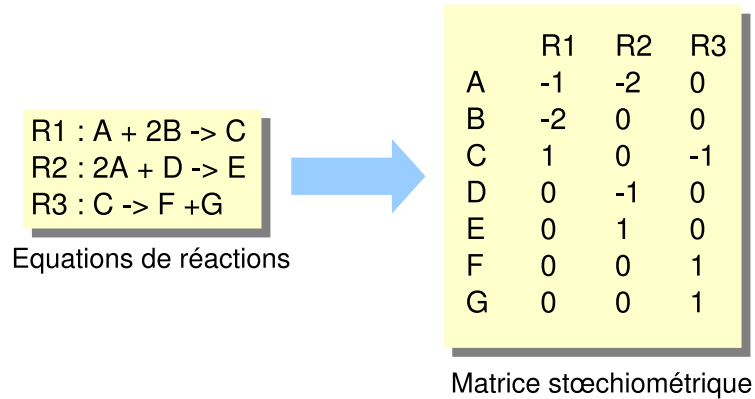 R1 : A + 2B -> C
R2 : 2A + D -> E
R3 : C -> F +G
Equations de réactions
R1 R2 R3
A -1 -2 0
B -2 0 0
C 1 0 -1
D 0 -1 0
E 0 1 0
F 0 0 1
G 0 0 1
Matrice stœchiométrique